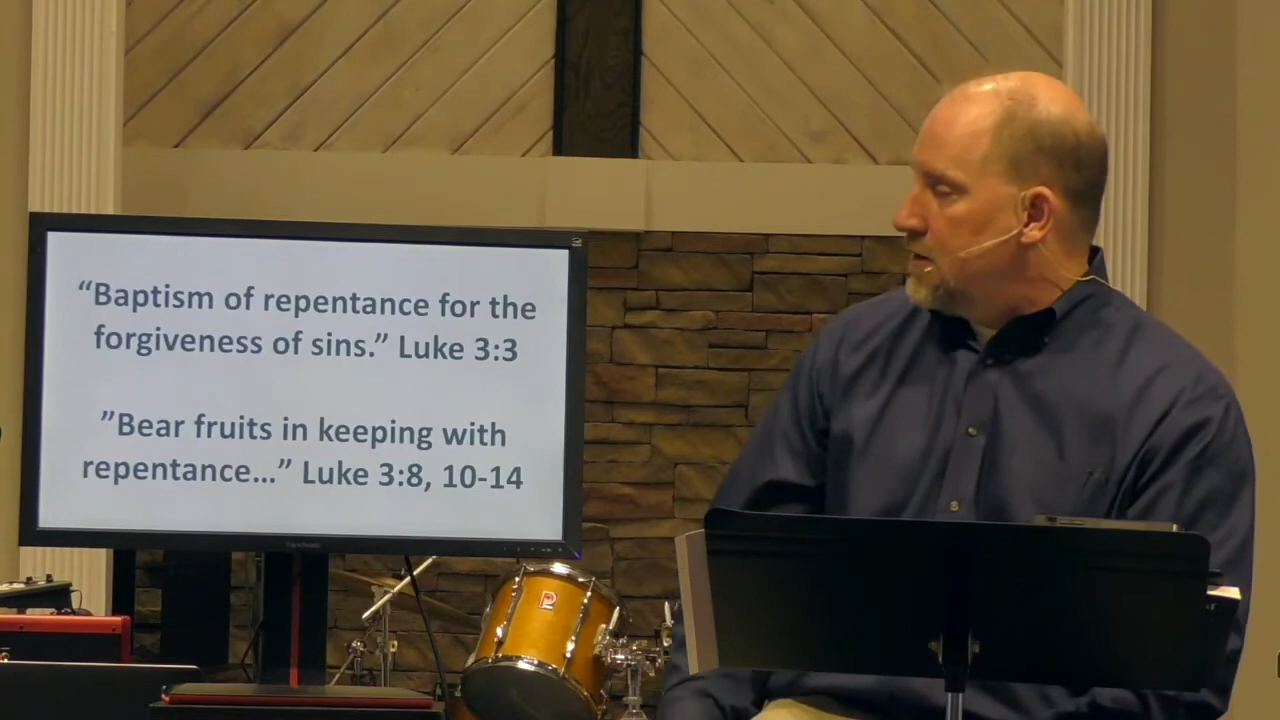 “Baptism of repentance for the
forgiveness of sins.” Luke 3:3
”Bear fruits in keeping with
repentance…” Luke 3:8, 10-14